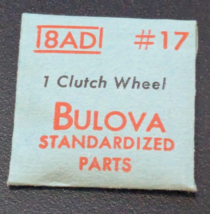 8AD #17
1 Clutch Wheel
BULOVA
STANDARDIZED
PARTS